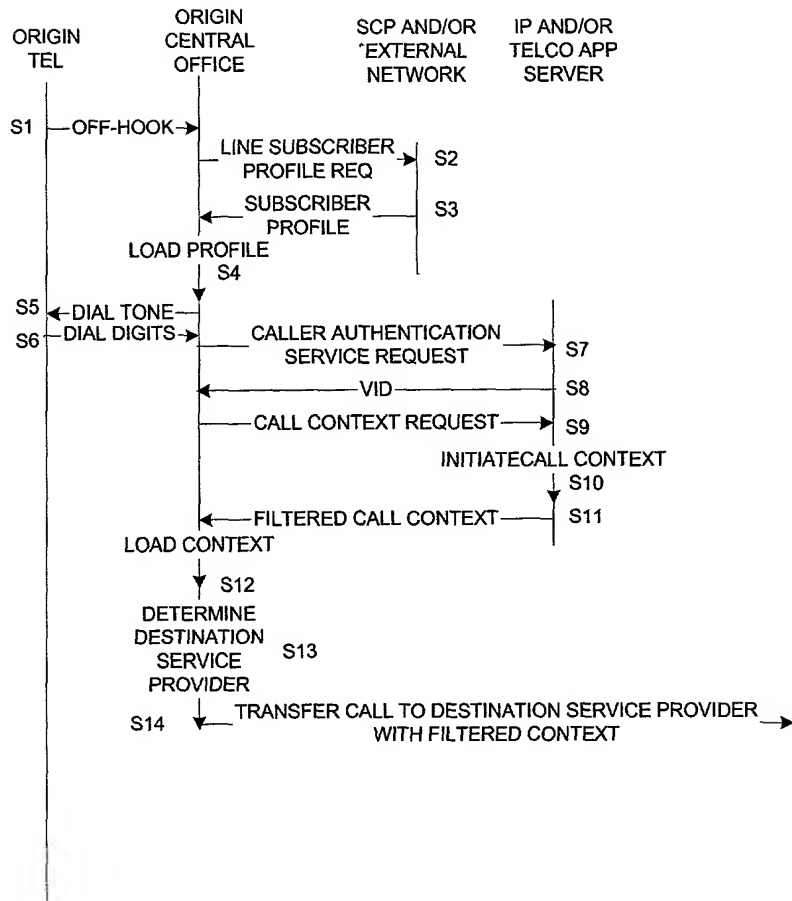 ORIGIN
TEL
ORIGIN
CENTRAL
OFFICE
SCP AND/OR
EXTERNAL
NETWORK
IP AND/OR
TELCO APP
SERVER
S1
OFF-HOOK
LINE SUBSCRIBER
PROFILE REQ
S2
SUBSCRIBER
PROFILE
S3
LOAD PROFILE
S4
S5
DIAL TONE
S6
DIAL DIGITS
CALLER AUTHENTICATION
SERVICE REQUEST
S7
VID
S8
CALL CONTEXT REQUEST
S9
INITIATECALL CONTEXT
S10
FILTERED CALL CONTEXT
S11
LOAD CONTEXT
S12
DETERMINE
DESTINATION
SERVICE
PROVIDER
S13
S14
TRANSFER CALL TO DESTINATION SERVICE PROVIDER
WITH FILTERED CONTEXT